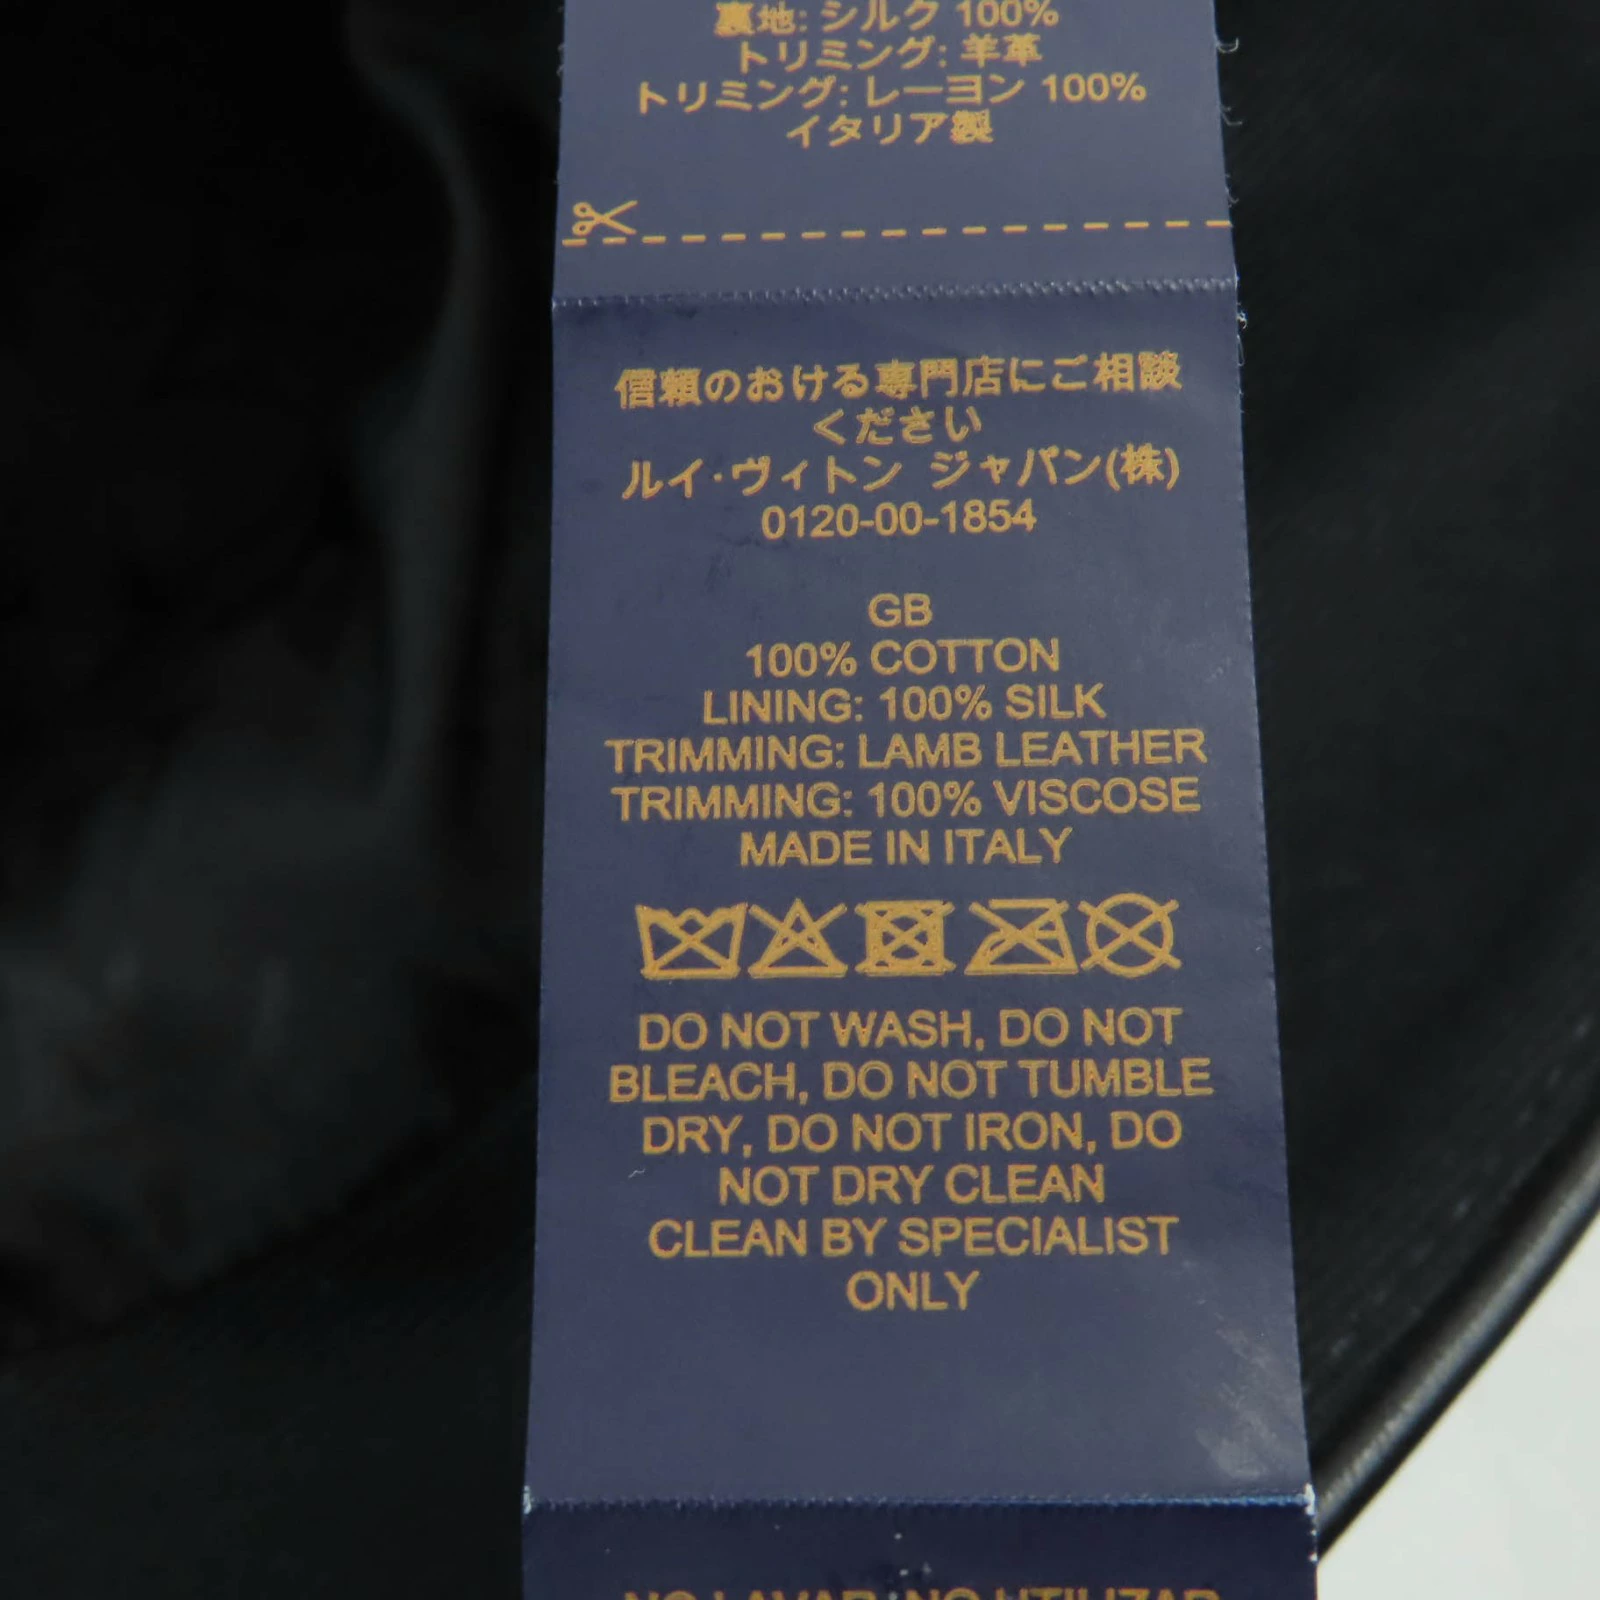 裏地: シルク 100%
トリミング: 羊革
トリミング: レーヨン 100%
イタリア製
信頼のおける専門店にご相談
ください
ルイ･ヴィトン ジャパン(株)
0120-00-1854
GB
100% COTTON
LINING: 100% SILK
TRIMMING: LAMB LEATHER
TRIMMING: 100% VISCOSE
MADE IN ITALY
DO NOT WASH, DO NOT
BLEACH, DO NOT TUMBLE
DRY, DO NOT IRON, DO
NOT DRY CLEAN
CLEAN BY SPECIALIST
ONLY
NO LAVAR, NO UTILIZAR